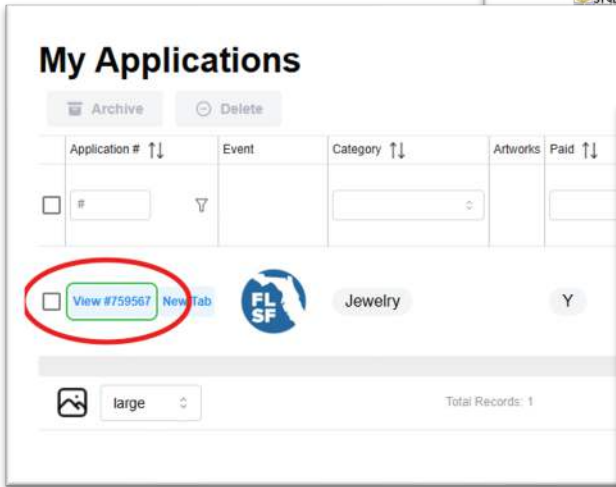 My Applications
Archive Delete
Application # Event Category Artworks Paid
#
View #759567 New Tab FL SF Jewelry Y
large Total Records: 1